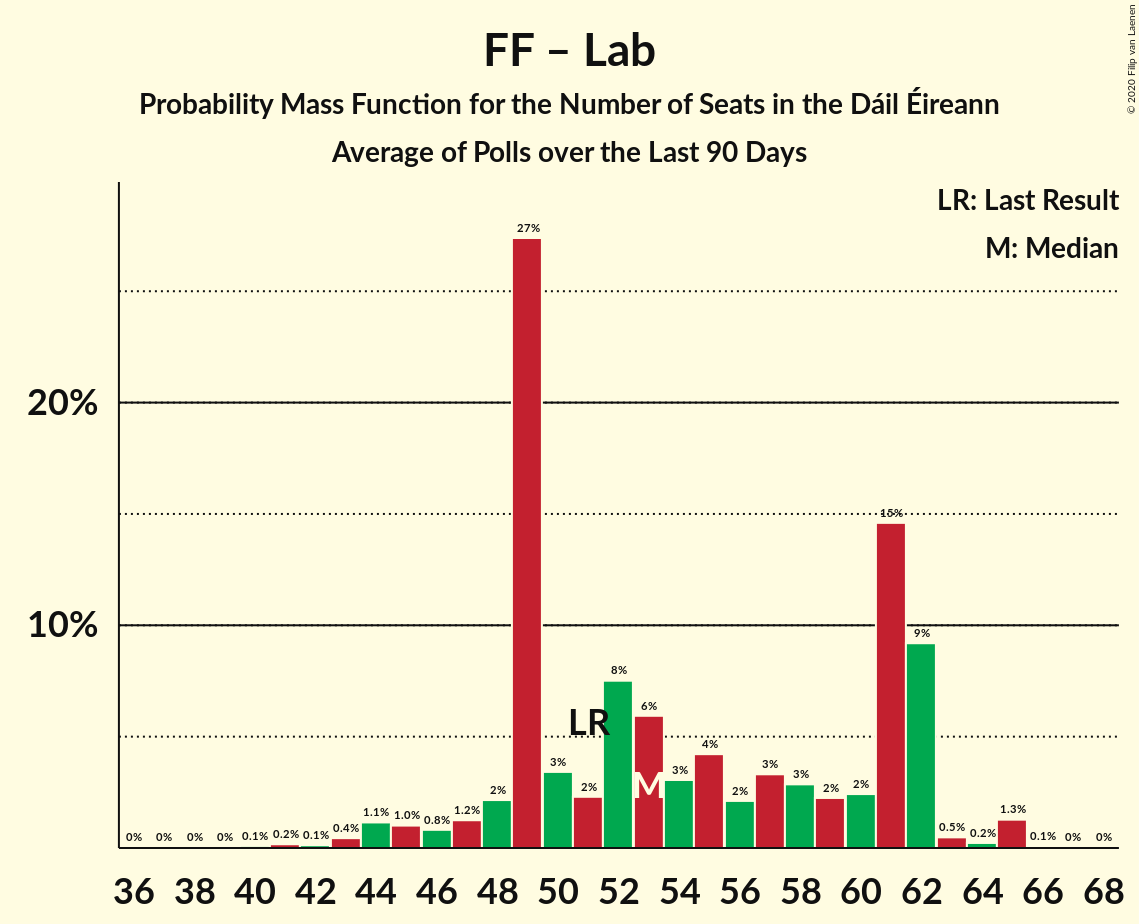 FF – Lab
Probability Mass Function for the Number of Seats in the Dáil Éireann
Average of Polls over the Last 90 Days
© 2020 Filip van Laenen
LR: Last Result
M: Median
20%
10%
0% 0% 0% 0% 0.1% 0.2% 0.1% 0.4% 1.1% 1.0% 0.8% 1.2% 2% 27% 3% 2% 8% 6% 3% 4% 2% 3% 3% 2% 2% 15% 9% 0.5% 0.2% 1.3% 0.1% 0% 0%
LR
M
36 38 40 42 44 46 48 50 52 54 56 58 60 62 64 66 68